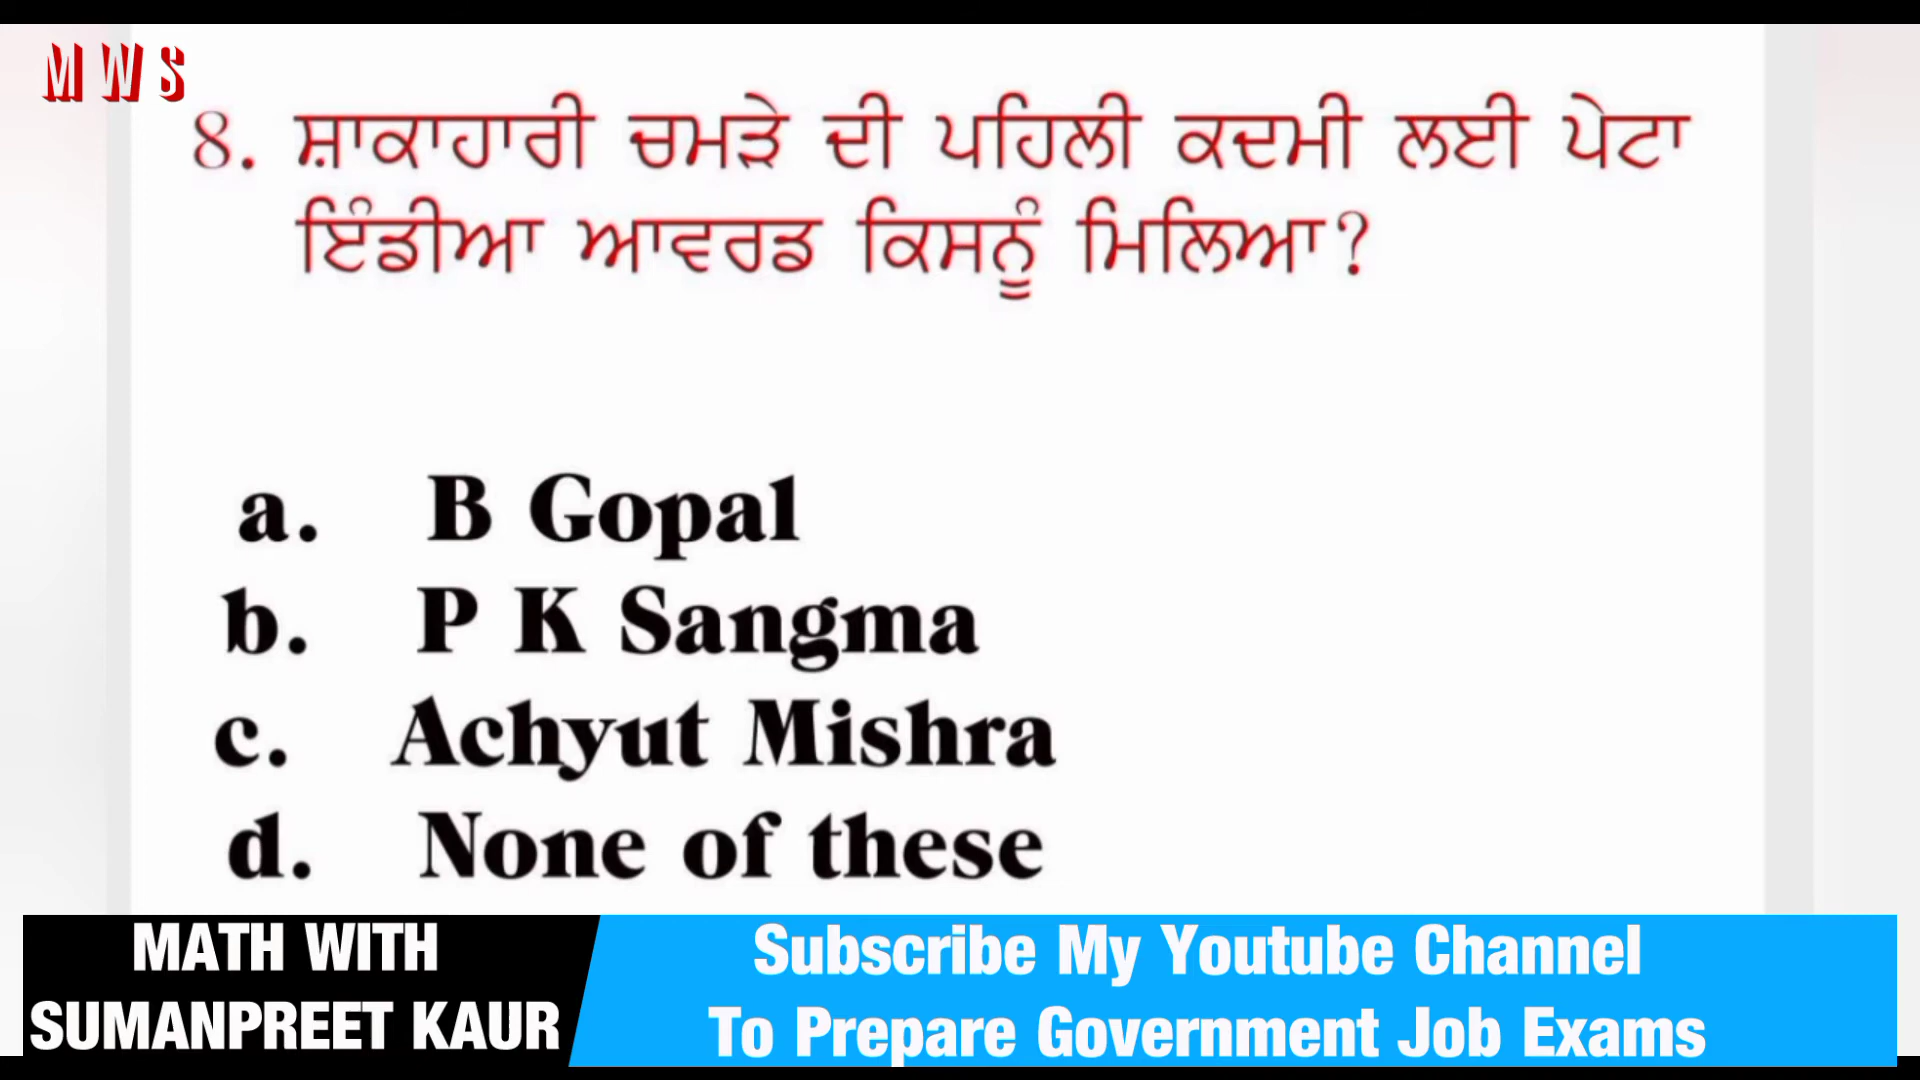 MWS
8. ਸ਼ਾਕਾਹਾਰੀ ਚਮੜੇ ਦੀ ਪਹਿਲੀ ਕਦਮੀ ਲਈ ਪੇਟਾ
ਇੰਡੀਆ ਆਵਰਡ ਕਿਸਨੂੰ ਮਿਲਿਆ?
a. B Gopal
b. P K Sangma
c. Achyut Mishra
d. None of these
MATH WITH
SUMANPREET KAUR
Subscribe My Youtube Channel
To Prepare Government Job Exams